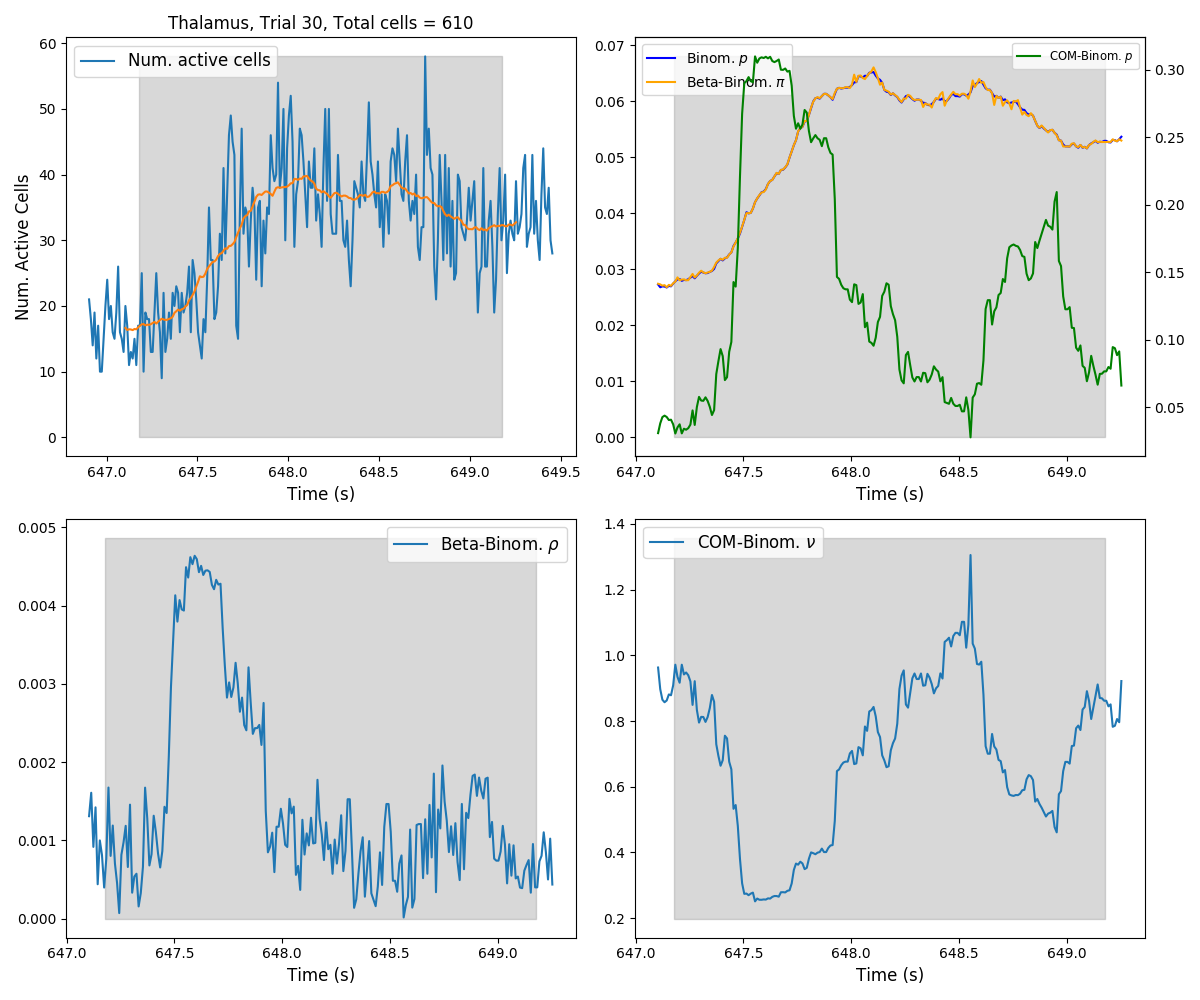 Thalamus, Trial 30, Total cells = 610
Num. active cells
Num. Active Cells
60
50
40
30
20
10
0
647.0 647.5 648.0 648.5 649.0 649.5
Time (s)
Binom. p
Beta-Binom. π
COM-Binom. p
0.07
0.06
0.05
0.04
0.03
0.02
0.01
0.00
0.30
0.25
0.20
0.15
0.10
0.05
647.0 647.5 648.0 648.5 649.0
Time (s)
Beta-Binom. ρ
0.005
0.004
0.003
0.002
0.001
0.000
647.0 647.5 648.0 648.5 649.0
Time (s)
COM-Binom. ν
1.4
1.2
1.0
0.8
0.6
0.4
0.2
647.0 647.5 648.0 648.5 649.0
Time (s)